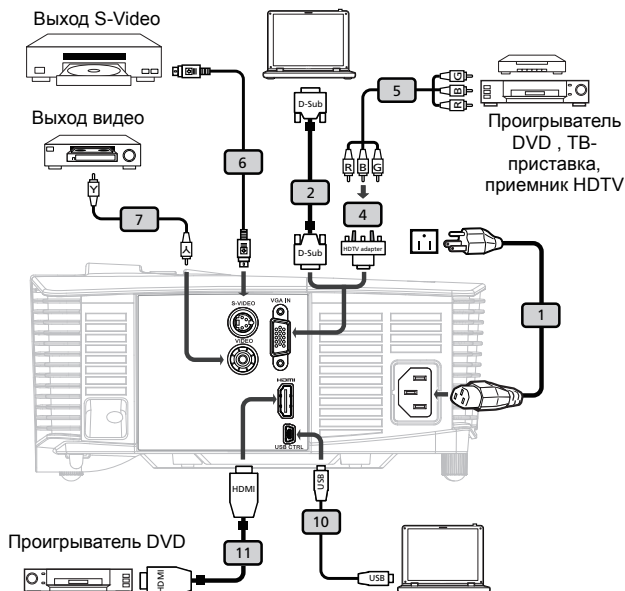 Выход S-Video
Выход видео
D-Sub
5
G
B
R
Проигрыватель
DVD , ТВ-
приставка,
приемник HDTV
6
2
R
B
G
4
7
Y
Y
D-Sub
HDTV adapter
1
S-VIDEO
VGA IN
VIDEO
HDMI
USB CTRL
HDMI
USB
10
11
Проигрыватель DVD
HDMI
USB